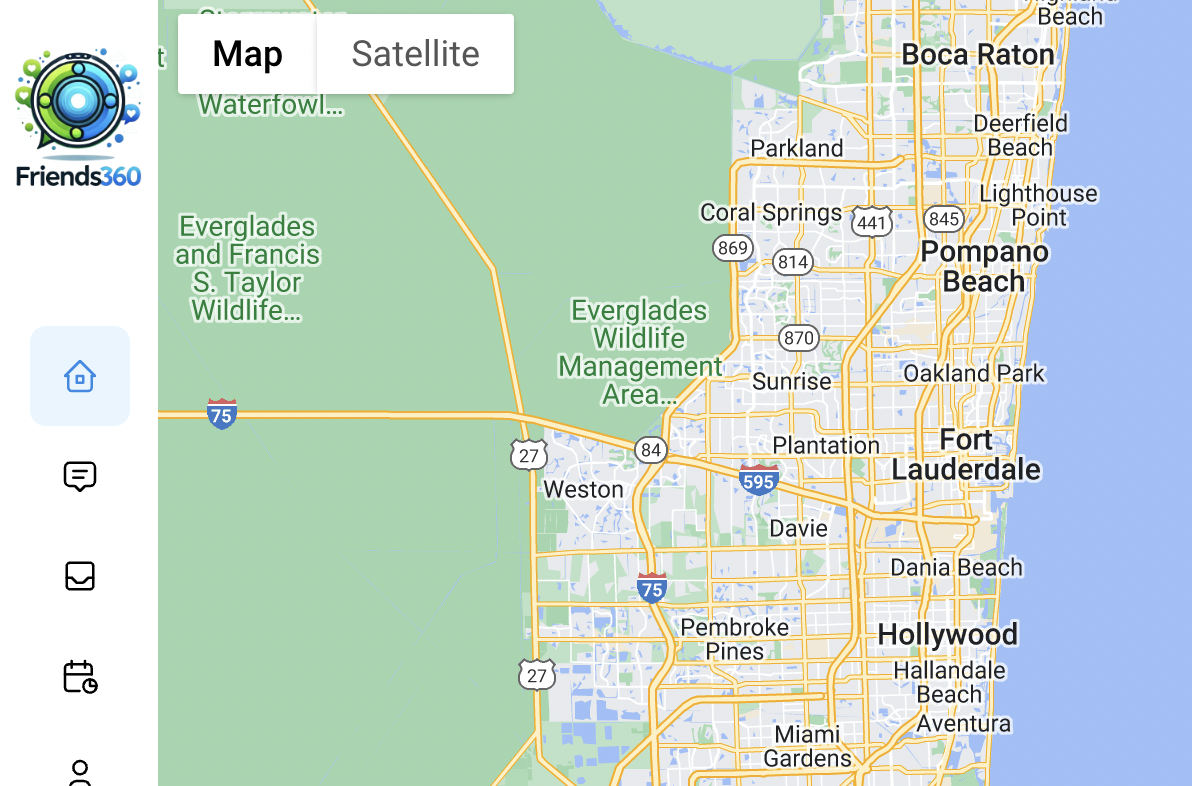 Friends360
Map
Satellite
Waterfowl...
Everglades
and Francis
S. Taylor
Wildlife...
Everglades
Wildlife
Management
Area...
Beach
Boca Raton
Deerfield
Beach
Parkland
Lighthouse
Point
Coral Springs
441
845
869
814
Pompano
Beach
870
Sunrise
Oakland Park
75
27
84
Plantation
Fort
Lauderdale
595
Weston
Davie
Dania Beach
75
Pembroke
Pines
Hollywood
27
Hallandale
Beach
Aventura
Miami
Gardens